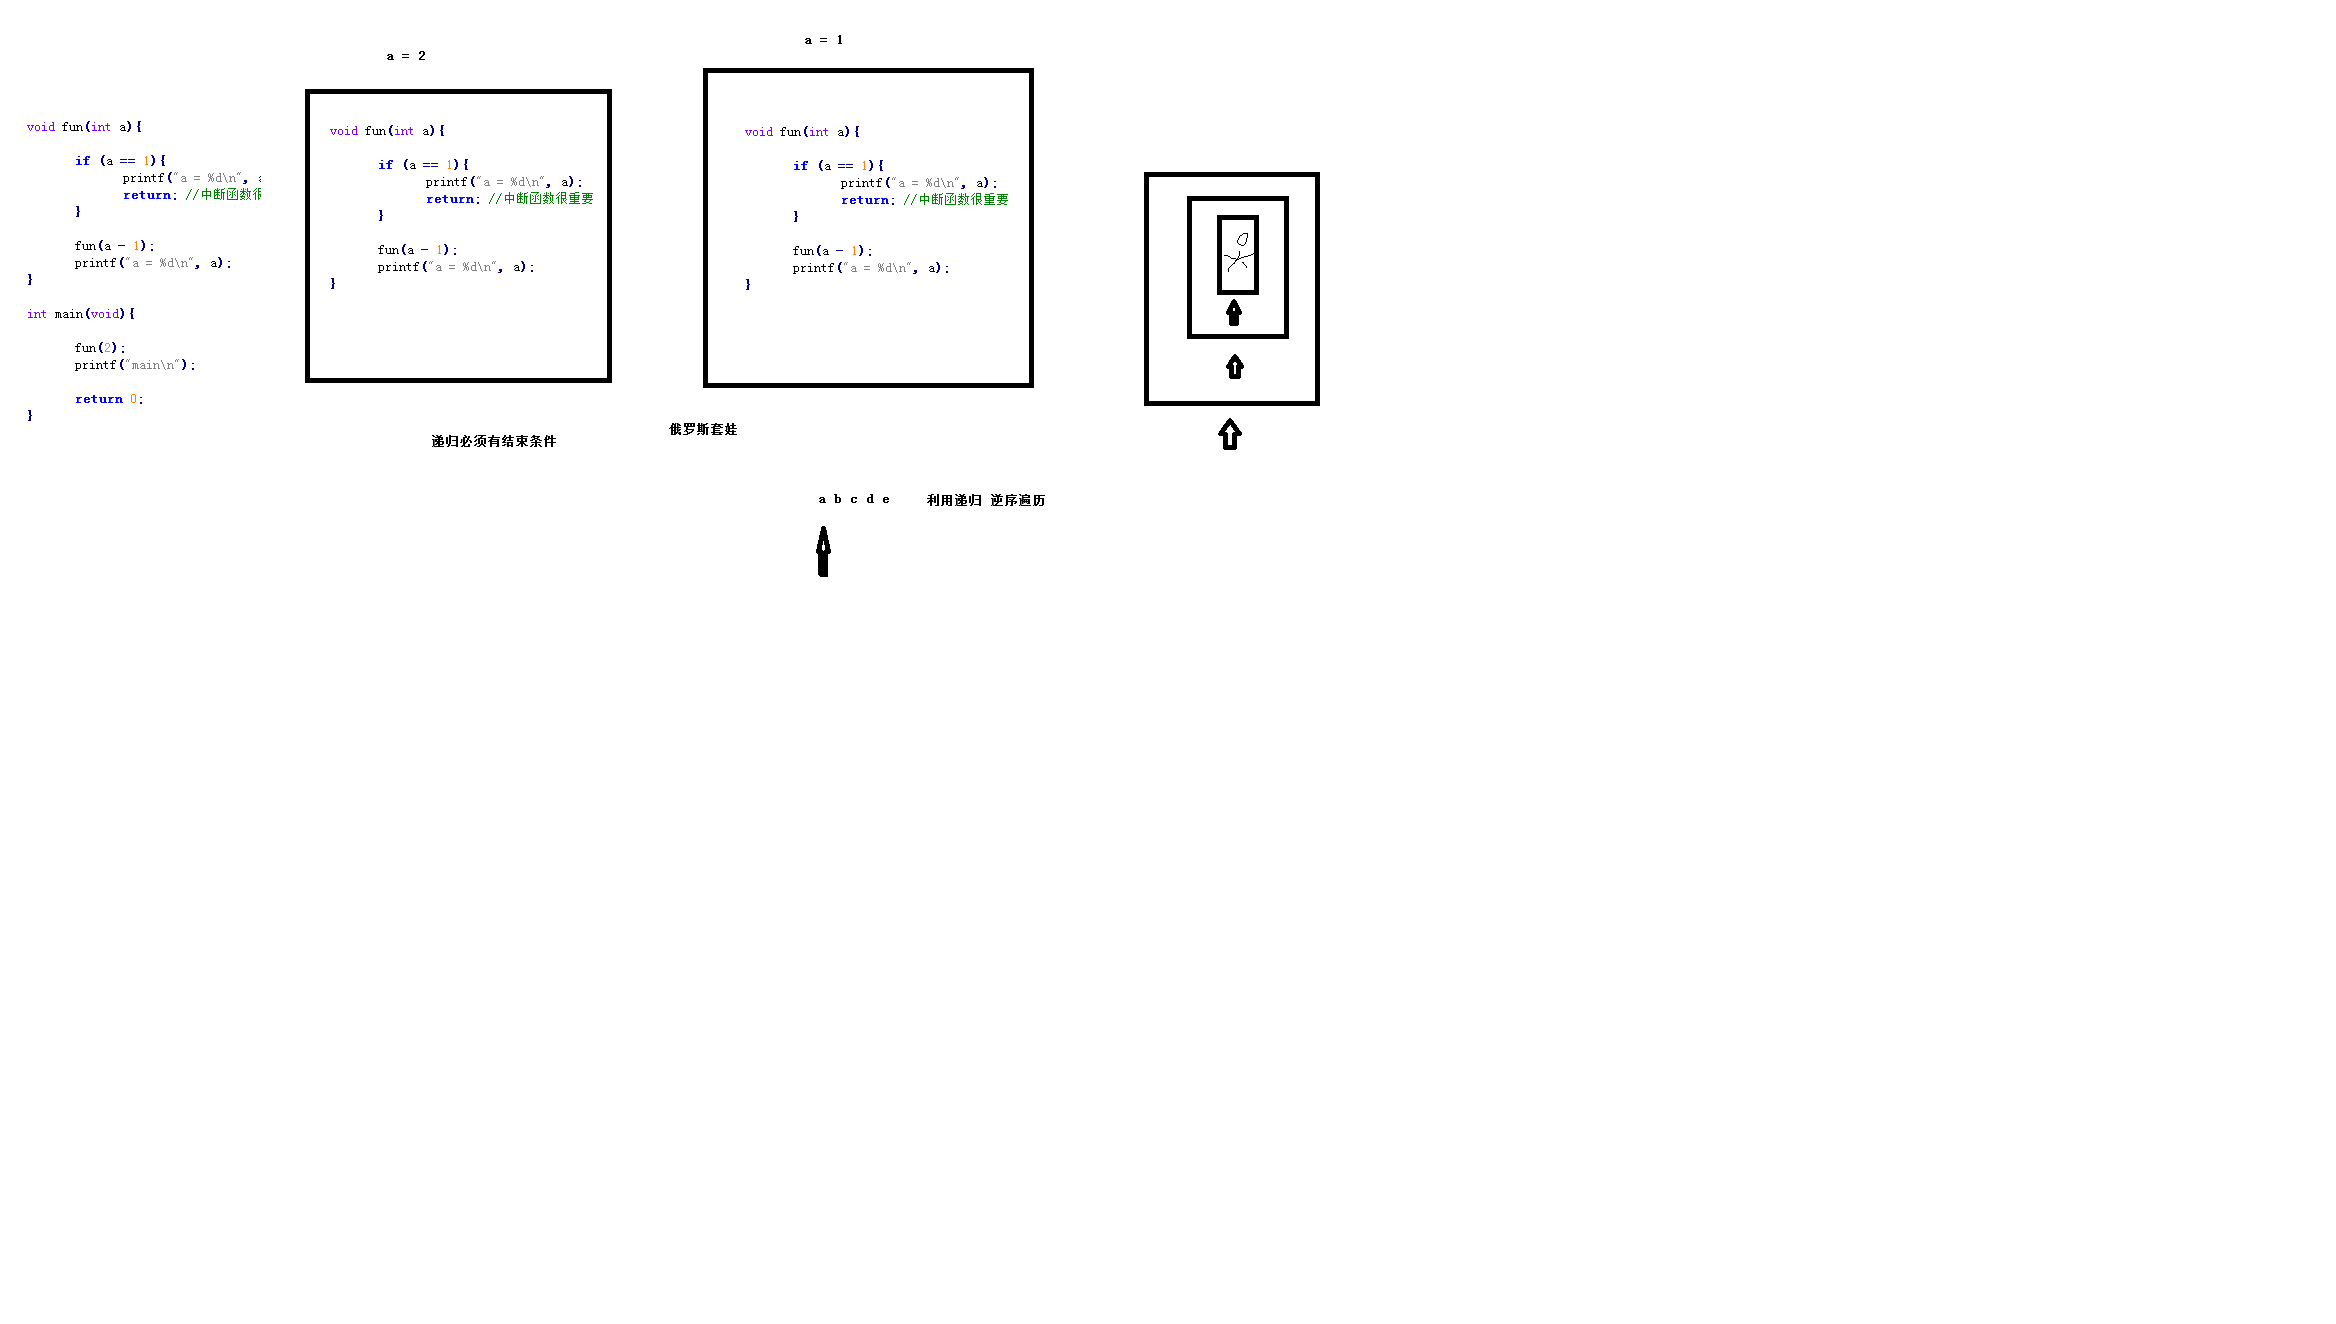 a = 2
a = 1
void fun(int a){
if (a == 1){
printf("a = %d\n",
return; //中断函数很
}
fun(a - 1);
printf("a = %d\n", a);
}
int main(void){
fun(2);
printf("main\n");
return 0;
}
void fun(int a){
if (a == 1){
printf("a = %d\n", a);
return; //中断函数很重要
}
fun(a - 1);
printf("a = %d\n", a);
}
void fun(int a){
if (a == 1){
printf("a = %d\n", a);
return; //中断函数很重要
}
fun(a - 1);
printf("a = %d\n", a);
}
递归必须有结束条件
俄罗斯套娃
a b c d e 利用递归 逆序遍历